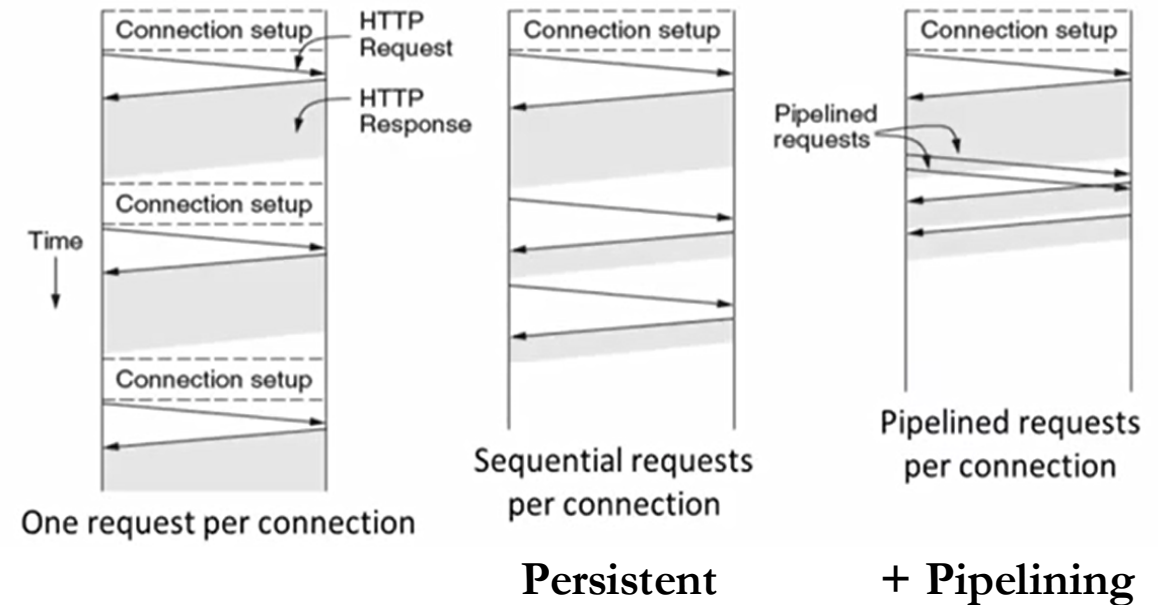 Connection setup
HTTP
Request
HTTP
Response
Connection setup
Time
Connection setup
One request per connection
Connection setup
Sequential requests
per connection
Persistent
Connection setup
Pipelined
requests
Pipelined requests
per connection
+ Pipelining